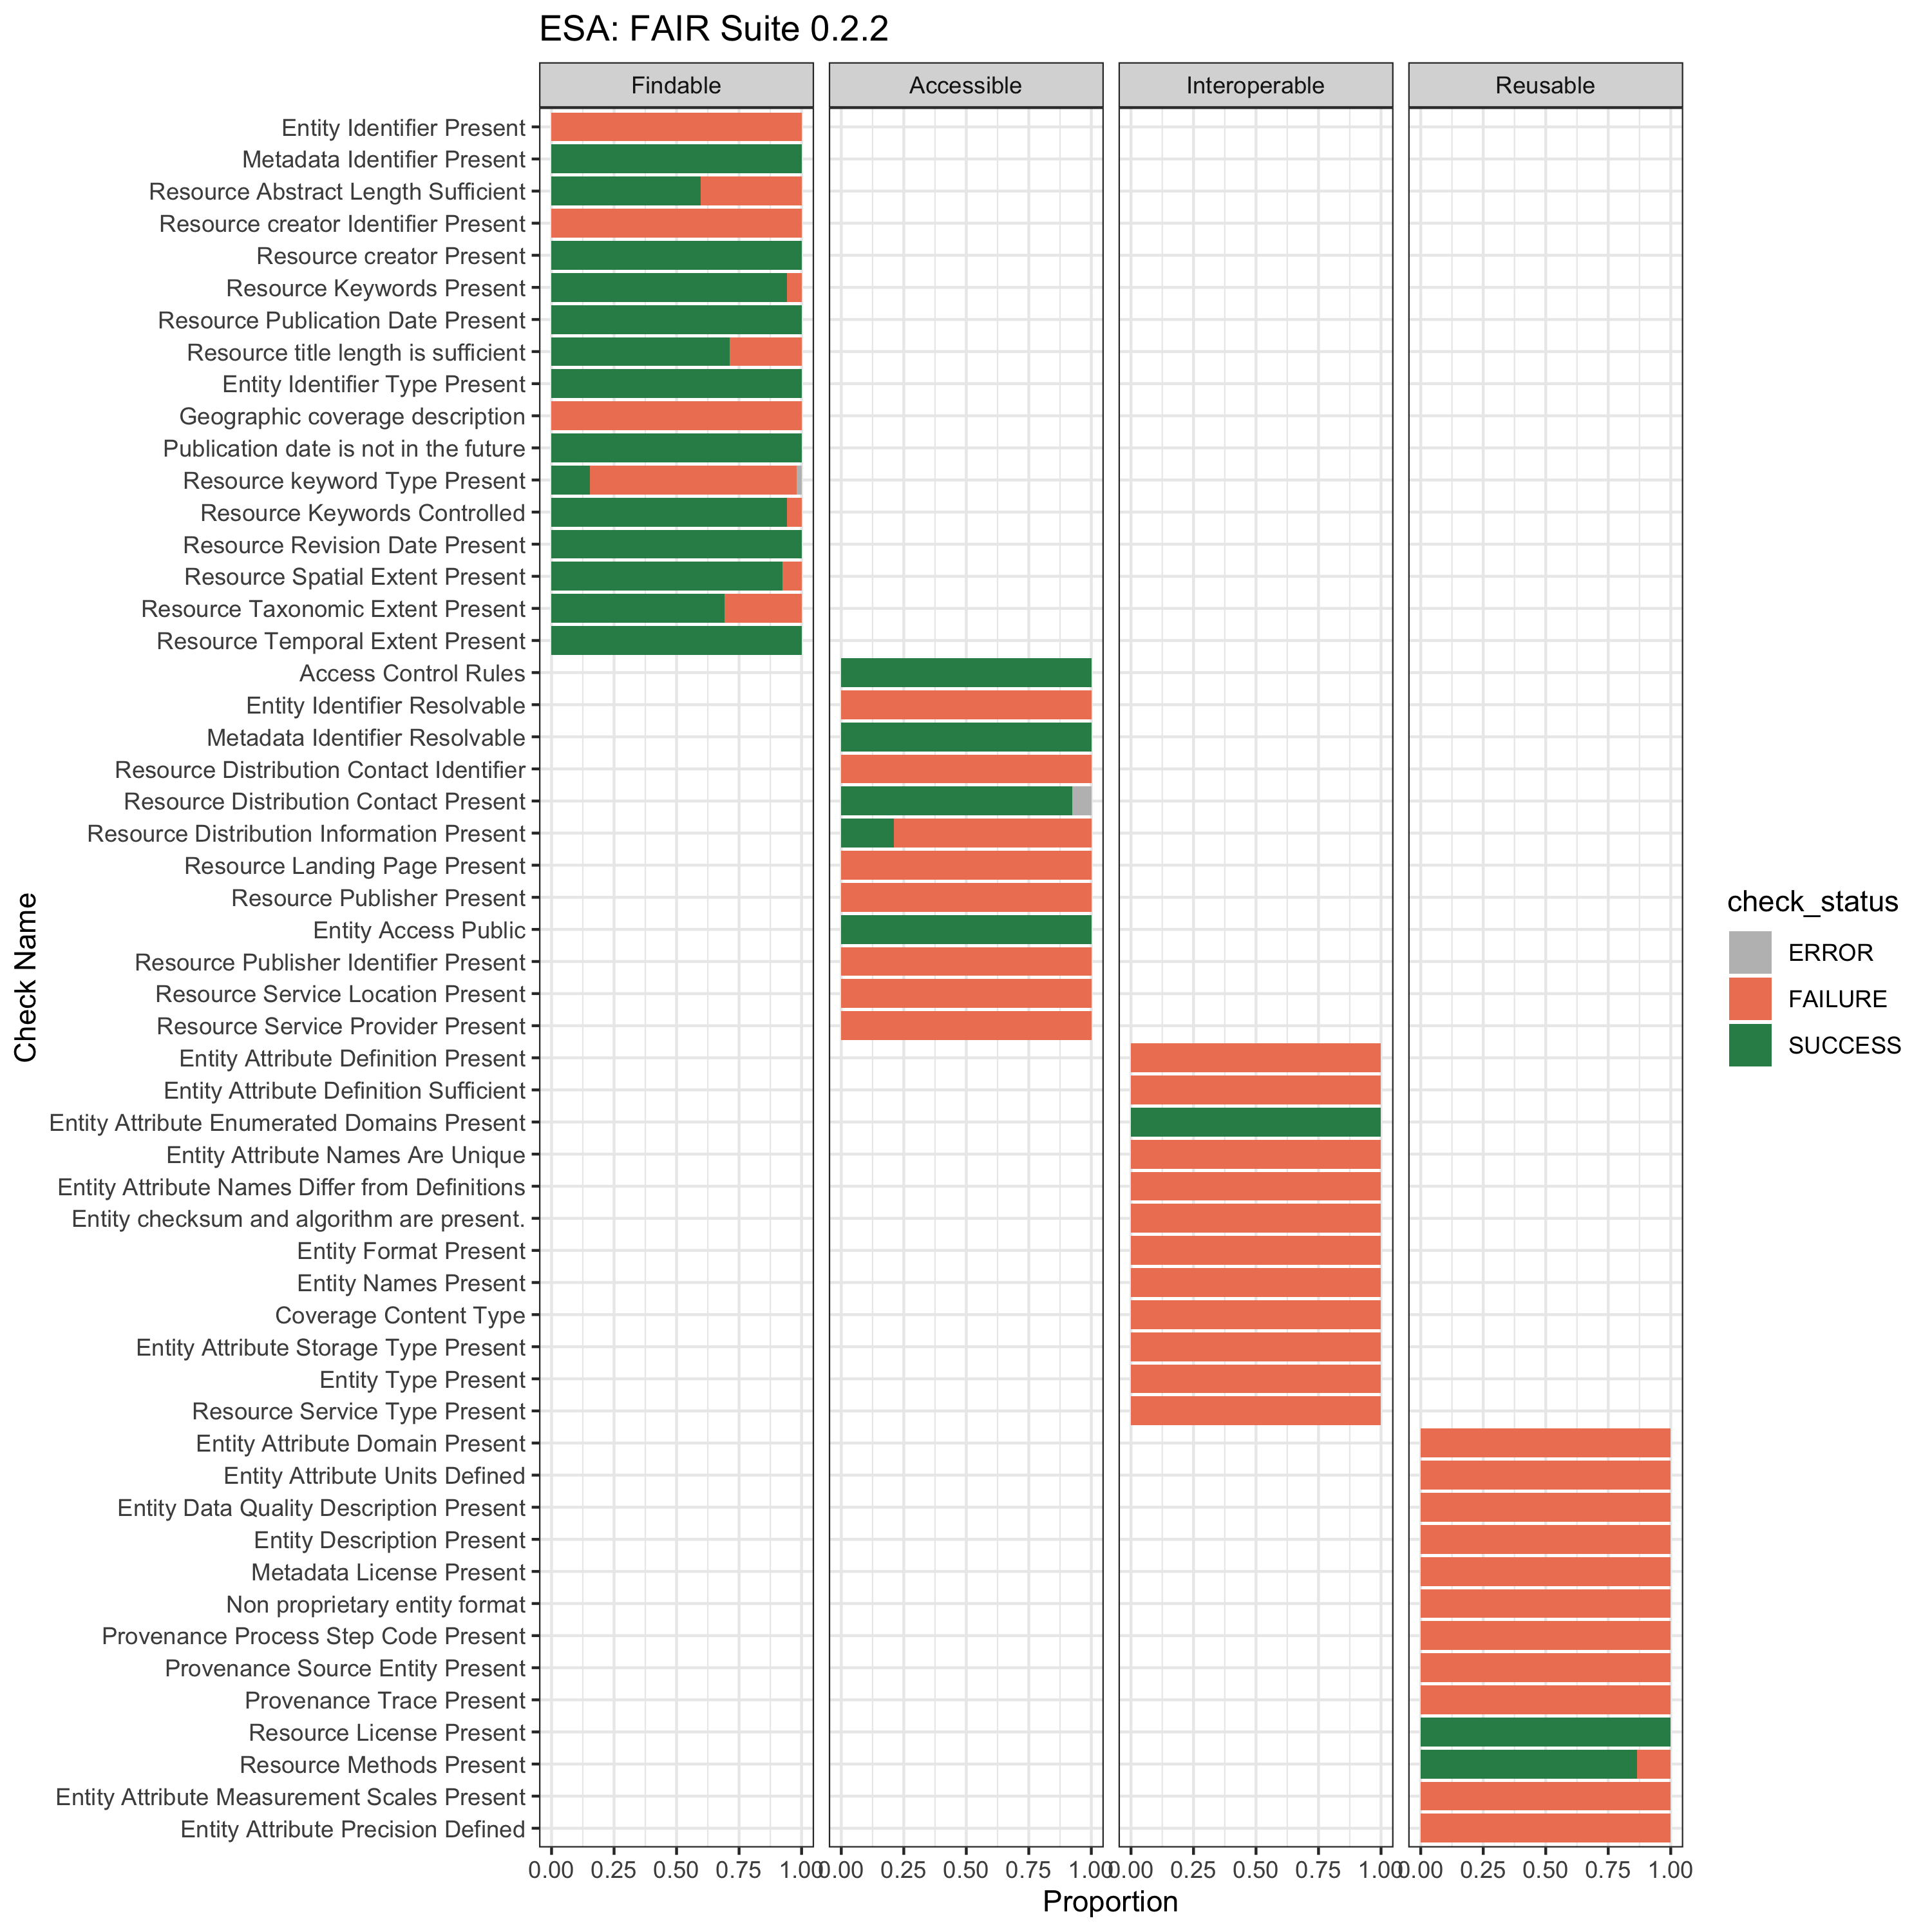 ESA: FAIR Suite 0.2.2
Findable Accessible Interoperable Reusable
Entity Identifier Present
Metadata Identifier Present
Resource Abstract Length Sufficient
Resource creator Identifier Present
Resource creator Present
Resource Keywords Present
Resource Publication Date Present
Resource title length is sufficient
Entity Identifier Type Present
Geographic coverage description
Publication date is not in the future
Resource keyword Type Present
Resource Keywords Controlled
Resource Revision Date Present
Resource Spatial Extent Present
Resource Taxonomic Extent Present
Resource Temporal Extent Present
Access Control Rules
Entity Identifier Resolvable
Metadata Identifier Resolvable
Resource Distribution Contact Identifier
Resource Distribution Contact Present
Resource Distribution Information Present
Resource Landing Page Present
Resource Publisher Present
Entity Access Public
Resource Publisher Identifier Present
Resource Service Location Present
Resource Service Provider Present
Entity Attribute Definition Present
Entity Attribute Definition Sufficient
Entity Attribute Enumerated Domains Present
Entity Attribute Names Are Unique
Entity Attribute Names Differ from Definitions
Entity checksum and algorithm are present.
Entity Format Present
Entity Names Present
Coverage Content Type
Entity Attribute Storage Type Present
Entity Type Present
Resource Service Type Present
Entity Attribute Domain Present
Entity Attribute Units Defined
Entity Data Quality Description Present
Entity Description Present
Metadata License Present
Non proprietary entity format
Provenance Process Step Code Present
Provenance Source Entity Present
Provenance Trace Present
Resource License Present
Resource Methods Present
Entity Attribute Measurement Scales Present
Entity Attribute Precision Defined
0.00 0.25 0.50 0.75 1.00 0.00 0.25 0.50 0.75 1.00 0.00 0.25 0.50 0.75 1.00 0.00 0.25 0.50 0.75 1.00
Proportion
Check Name
check_status
ERROR
FAILURE
SUCCESS